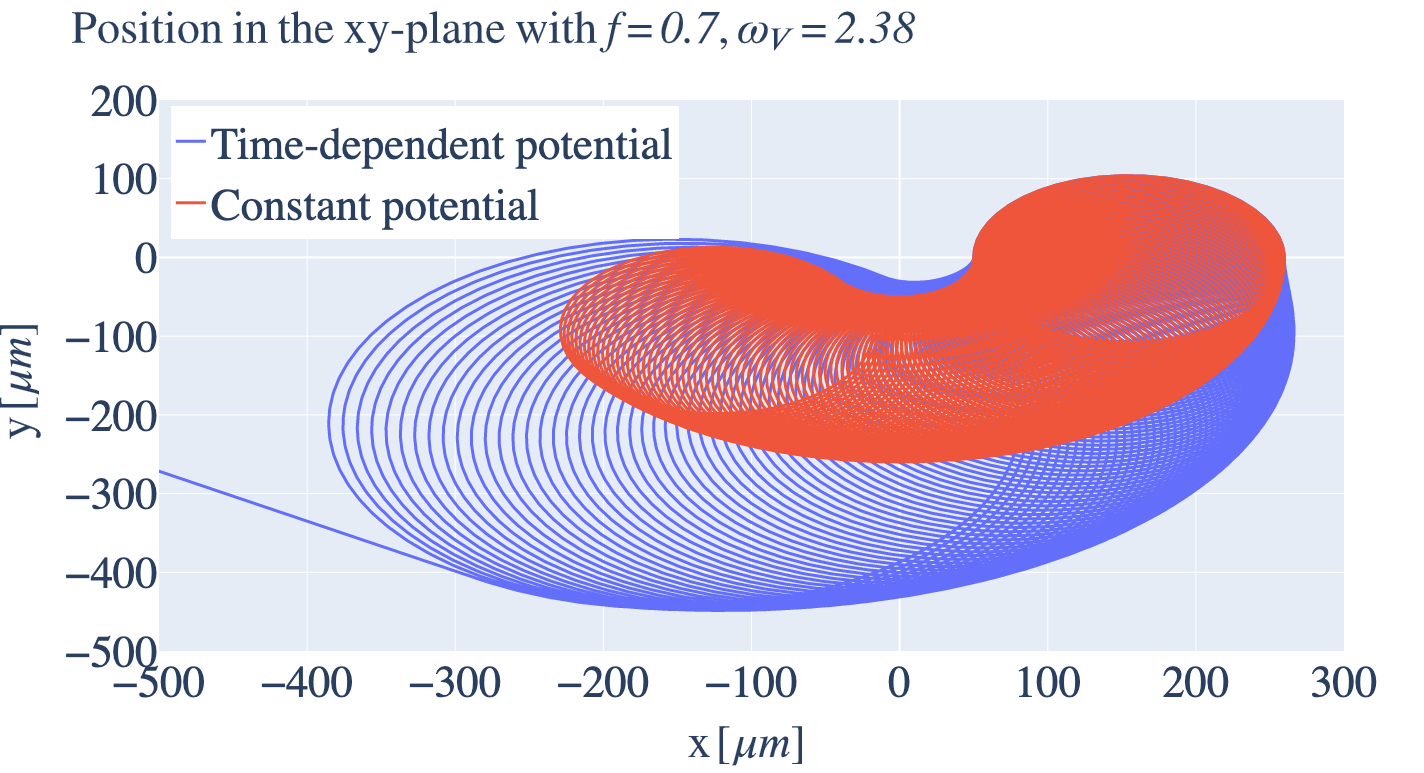 Position in the xy-plane with f = 0.7, ω_V = 2.38
200
100
0
−100
−200
−300
−400
−500
y [μm]
Time-dependent potential
Constant potential
−500 −400 −300 −200 −100 0 100 200 300
x [μm]